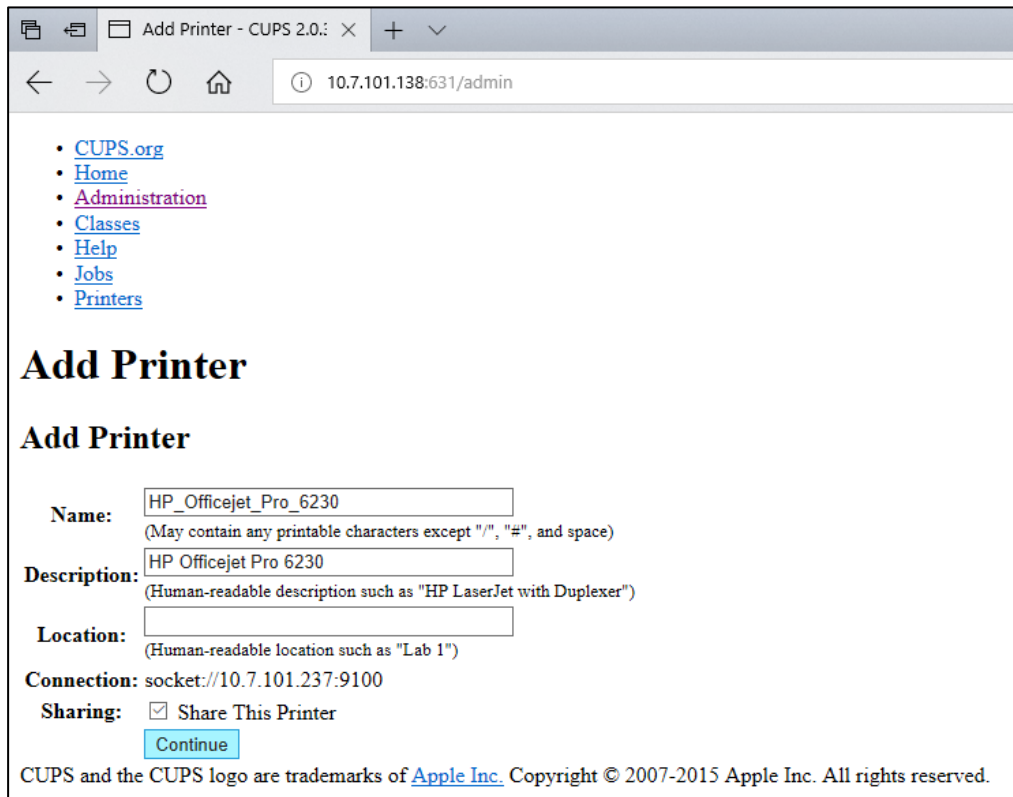 Add Printer - CUPS 2.0.:
10.7.101.138:631/admin
CUPS.org
Home
Administration
Classes
Help
Jobs
Printers
Add Printer
Add Printer
Name: HP_Officejet_Pro_6230
(May contain any printable characters except "/", "#", and space)
Description: HP Officejet Pro 6230
(Human-readable description such as "HP LaserJet with Duplexer")
Location:
(Human-readable location such as "Lab 1")
Connection: socket://10.7.101.237:9100
Sharing: Share This Printer
Continue
CUPS and the CUPS logo are trademarks of Apple Inc. Copyright © 2007-2015 Apple Inc. All rights reserved.